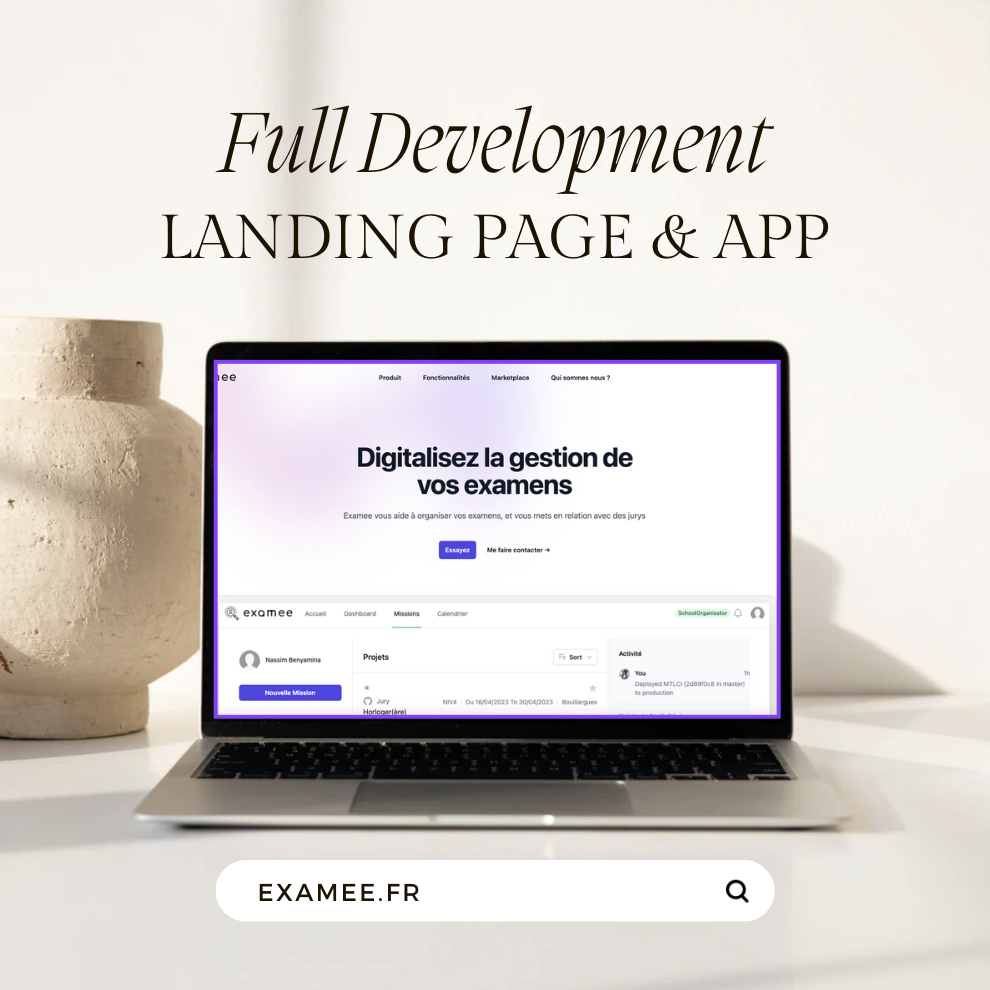 Full Development
LANDING PAGE & APP
Produit Fonctionnalités Marketplace Qui sommes nous ?
Digitalisez la gestion de
vos examens
Examee vous aide à organiser vos examens, et vous mets en relation avec des jurys
Essayez Me faire contacter →
examee Accueil Dashboard Missions Calendrier SchoolOrganisator
Nassim Benyamina
Nouvelle Mission
Projets Sort
Jury NIV4 · Du 16/04/2023 To 30/04/2023 · Bouillargues
Horloger(ère)
Activité
You 1h
Deployed MTLCI (2d89f0c8 in master)
to production
EXAMEE.FR